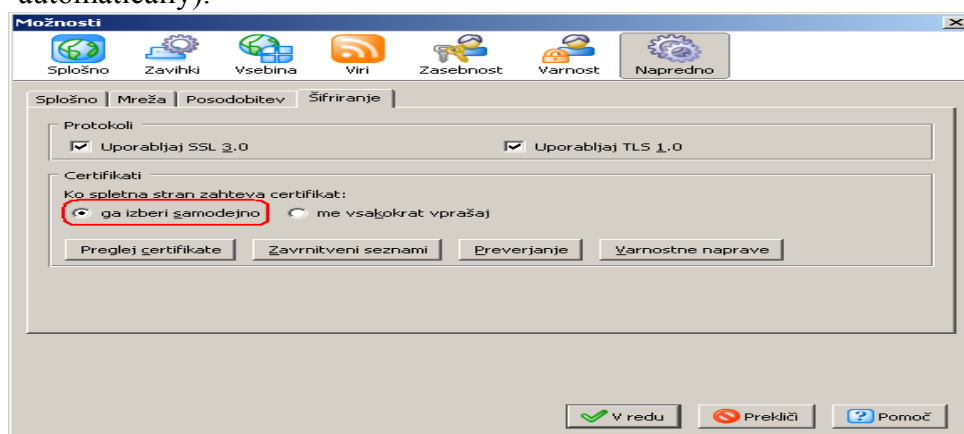 automatically).
Možnosti
Splošno Zavihki Vsebina Viri Zasebnost Varnost Napredno
Splošno Mreža Posodobitev Šifriranje
Protokoli
Uporabljaj SSL 3.0 Uporabljaj TLS 1.0
Certifikati
Ko spletna stran zahteva certifikat:
ga izberi samodejno me vsakokrat vprašaj
Preglej certifikate Zavrnitveni seznami Preverjanje Varnostne naprave
V redu Prekliči Pomoč